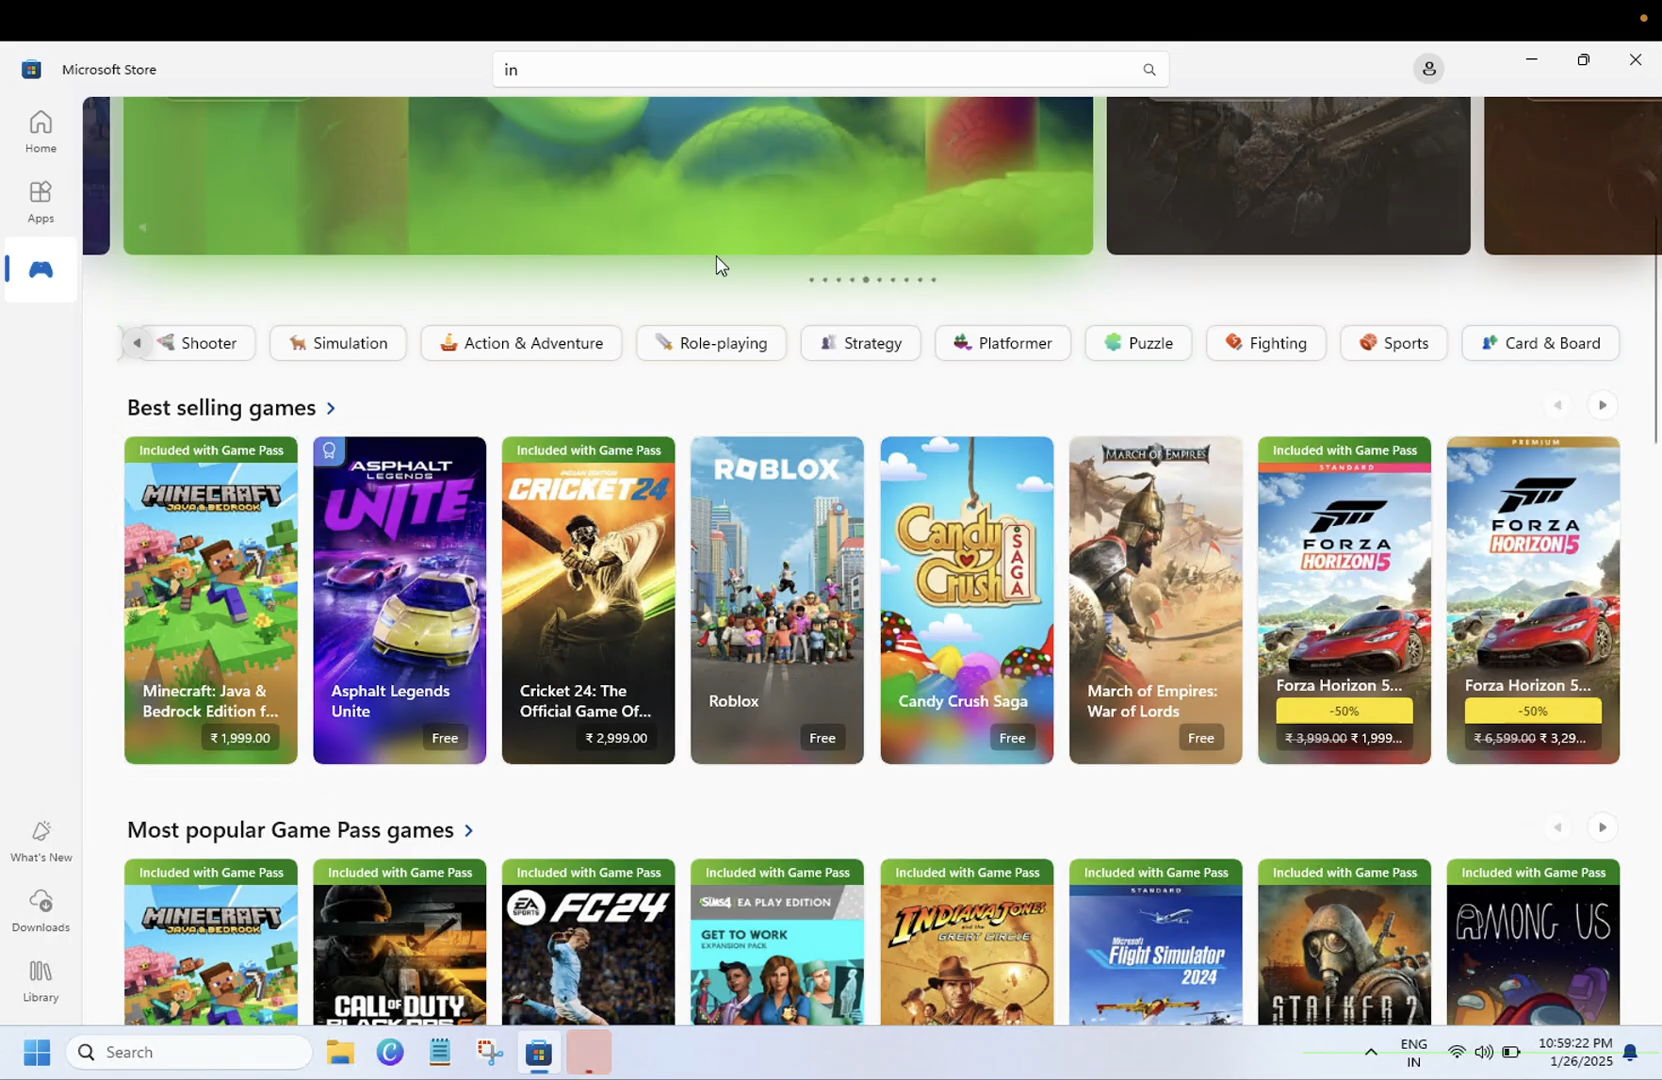 Microsoft Store
in
Home
Apps
Shooter
Simulation
Action & Adventure
Role-playing
Strategy
Platformer
Puzzle
Fighting
Sports
Card & Board
Best selling games
Included with Game Pass
MINECRAFT
JAVA & BEDROCK
Minecraft: Java &
Bedrock Edition f...
₹ 1,999.00
ASPHALT
LEGENDS
UNITE
Asphalt Legends
Unite
Free
Included with Game Pass
INDIAN EDITION
CRICKET 24
Cricket 24: The
Official Game Of...
₹ 2,999.00
ROBLOX
Roblox
Free
Candy
Crush
SAGA
Candy Crush Saga
Free
MARCH OF EMPIRES
March of Empires:
War of Lords
Free
Included with Game Pass
STANDARD
FORZA
HORIZON 5
Forza Horizon 5...
-50%
₹ 3,999.00 ₹ 1,999...
PREMIUM
FORZA
HORIZON 5
Forza Horizon 5...
-50%
₹ 6,599.00 ₹ 3,29...
Most popular Game Pass games
Included with Game Pass
MINECRAFT
JAVA & BEDROCK
Included with Game Pass
CALL OF DUTY
Included with Game Pass
EA SPORTS FC24
Included with Game Pass
SIMS4 EA PLAY EDITION
GET TO WORK
EXPANSION PACK
Included with Game Pass
INDIANA JONES
AND THE
GREAT CIRCLE
Included with Game Pass
STANDARD
Microsoft
Flight Simulator
2024
Included with Game Pass
STALKER 2
Included with Game Pass
AMONG US
What's New
Downloads
Library
Search
ENG
IN
10:59:22 PM
1/26/2025